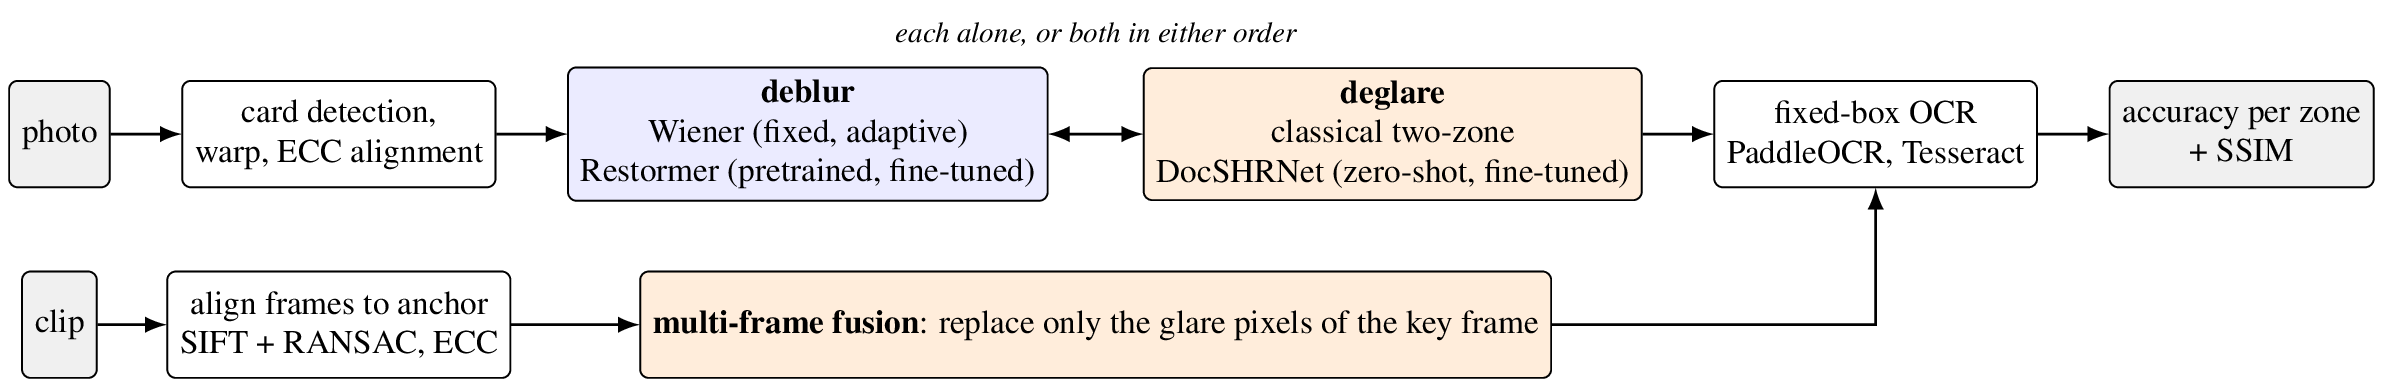 each alone, or both in either order
photo
card detection,
warp, ECC alignment
deblur
Wiener (fixed, adaptive)
Restormer (pretrained, fine-tuned)
deglare
classical two-zone
DocSHRNet (zero-shot, fine-tuned)
fixed-box OCR
PaddleOCR, Tesseract
accuracy per zone
+ SSIM
clip
align frames to anchor
SIFT + RANSAC, ECC
multi-frame fusion: replace only the glare pixels of the key frame